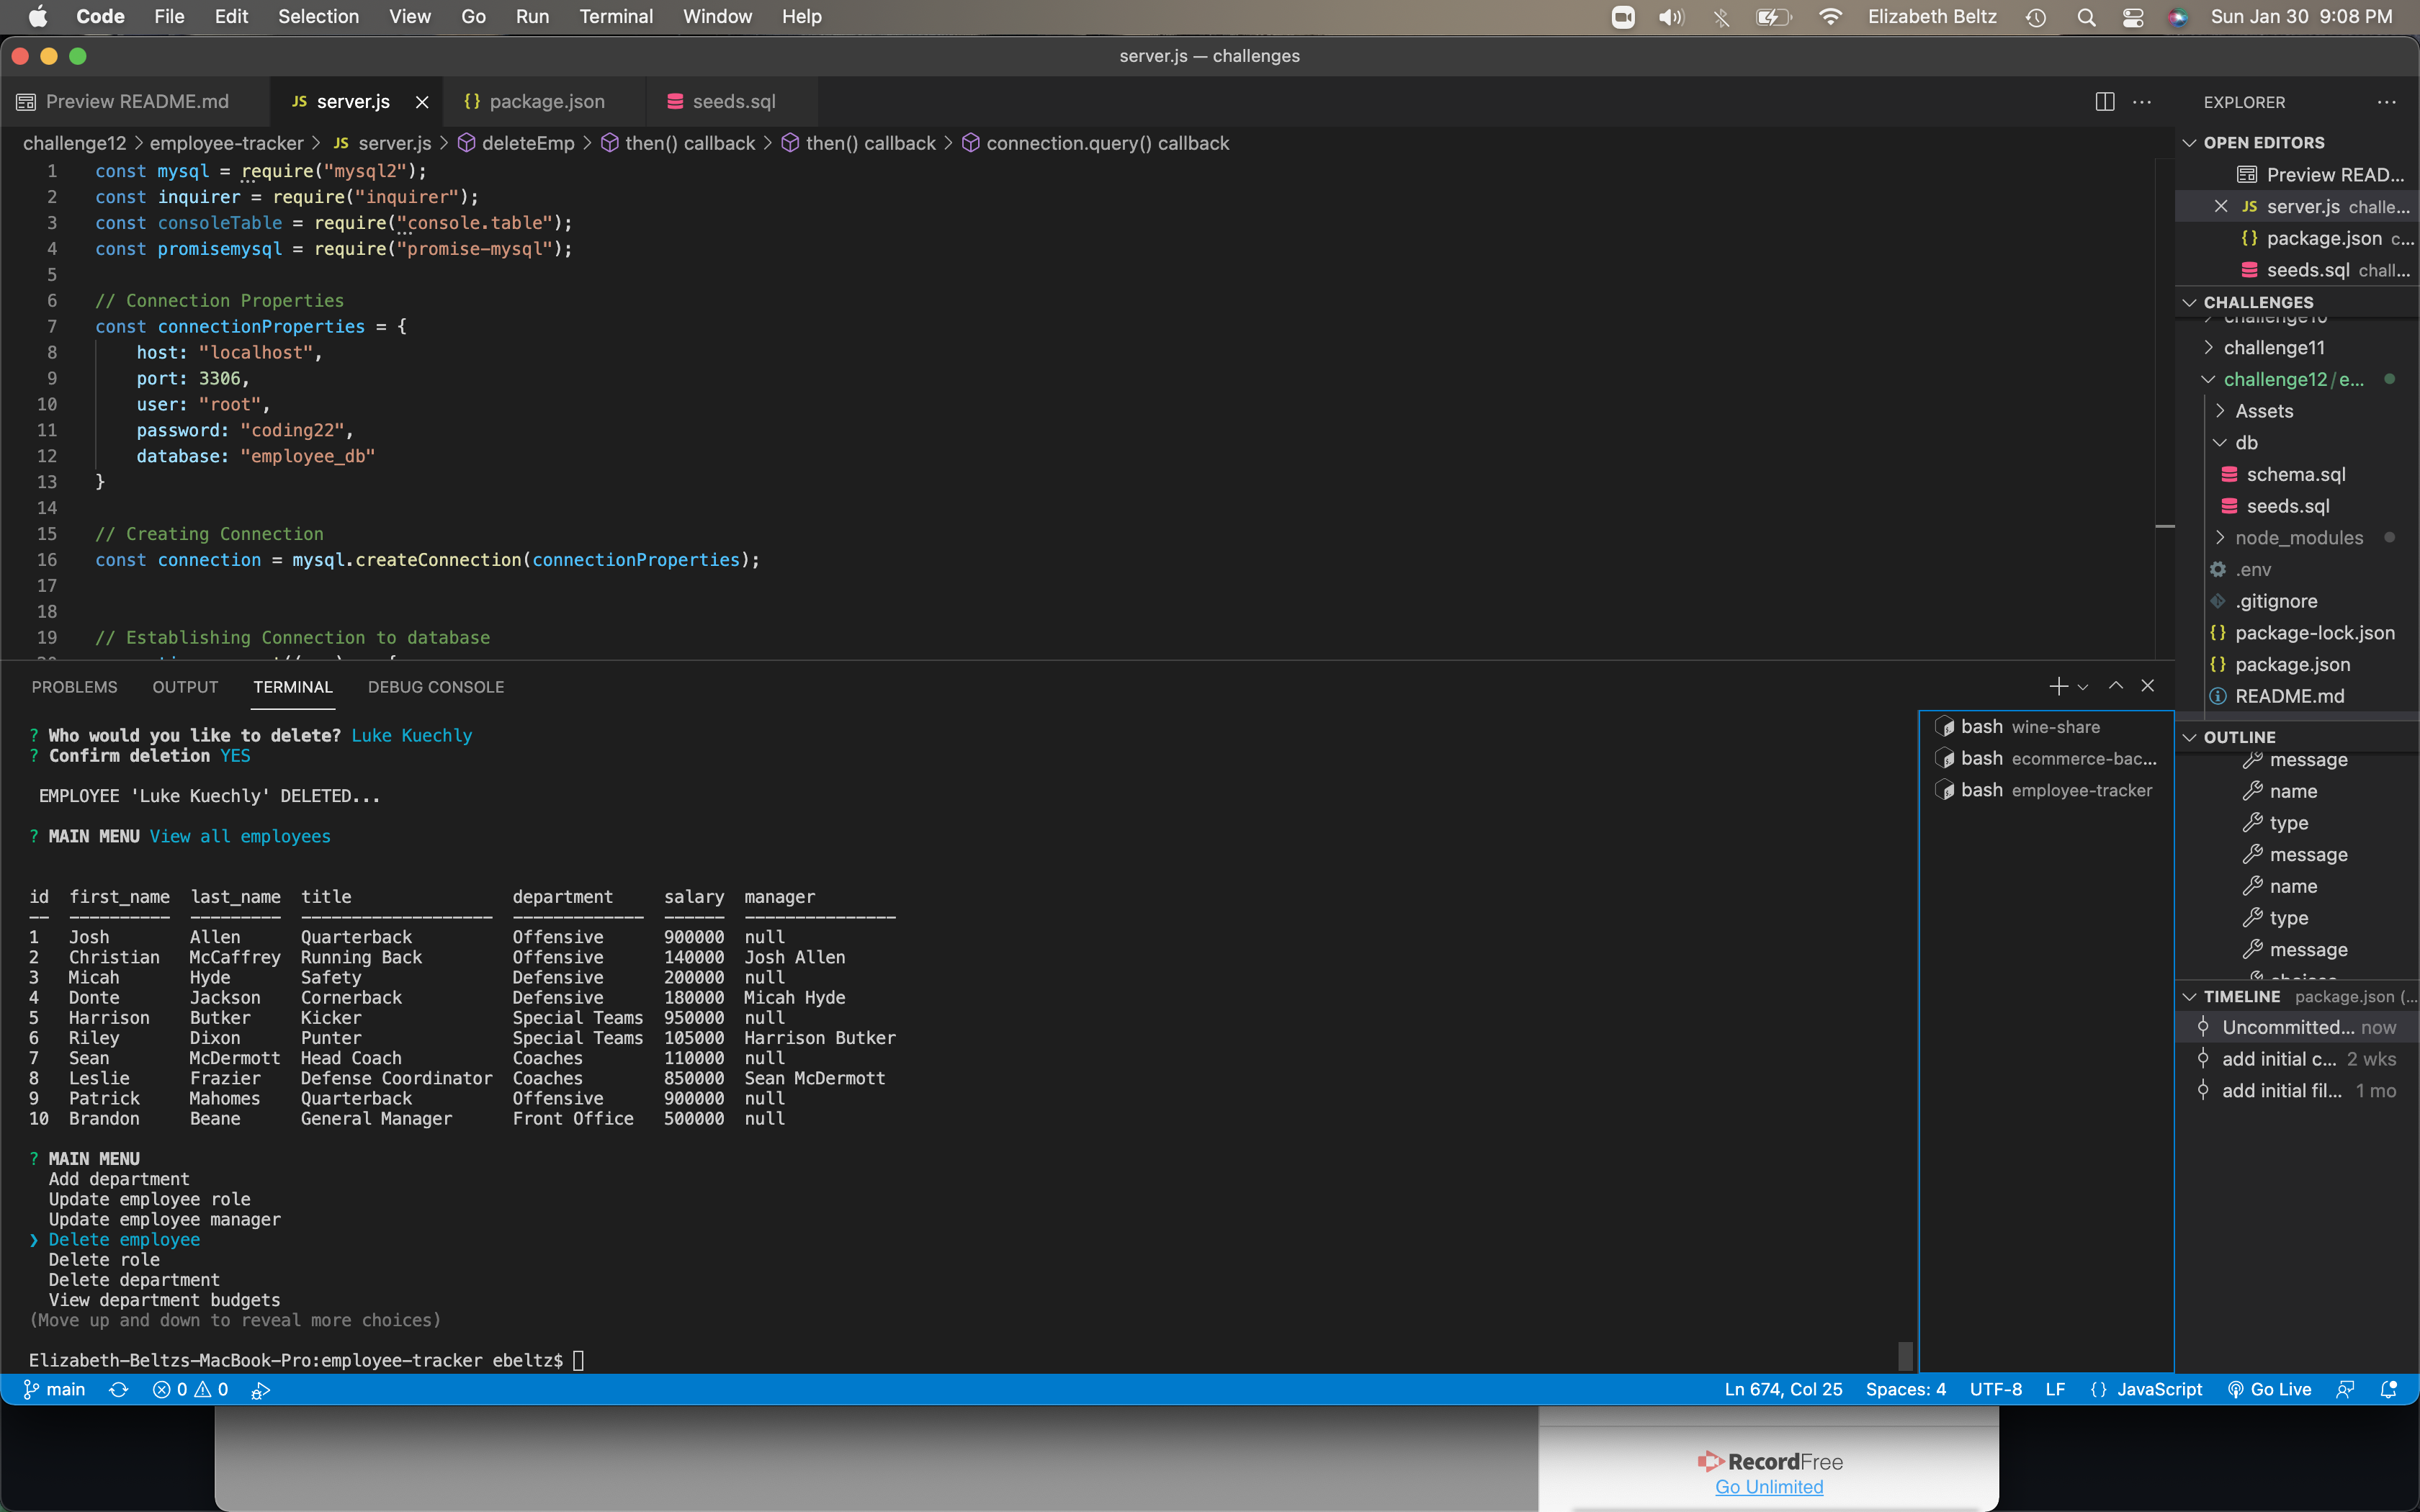 Code File Edit Selection View Go Run Terminal Window Help Elizabeth Beltz Sun Jan 30 9:08 PM
server.js — challenges
Preview README.md JS server.js {} package.json seeds.sql
challenge12 > employee-tracker > JS server.js > deleteEmp > then() callback > then() callback > connection.query() callback
1 const mysql = require("mysql2");
2 const inquirer = require("inquirer");
3 const consoleTable = require("console.table");
4 const promisemysql = require("promise-mysql");
5
6 // Connection Properties
7 const connectionProperties = {
8 host: "localhost",
9 port: 3306,
10 user: "root",
11 password: "coding22",
12 database: "employee_db"
13 }
14
15 // Creating Connection
16 const connection = mysql.createConnection(connectionProperties);
17
18
19 // Establishing Connection to database
PROBLEMS OUTPUT TERMINAL DEBUG CONSOLE
? Who would you like to delete? Luke Kuechly
? Confirm deletion YES
EMPLOYEE 'Luke Kuechly' DELETED...
? MAIN MENU View all employees
id first_name last_name title department salary manager
-- ---------- --------- ------------------- ------------- ------ ---------------
1 Josh Allen Quarterback Offensive 900000 null
2 Christian McCaffrey Running Back Offensive 140000 Josh Allen
3 Micah Hyde Safety Defensive 200000 null
4 Donte Jackson Cornerback Defensive 180000 Micah Hyde
5 Harrison Butker Kicker Special Teams 950000 null
6 Riley Dixon Punter Special Teams 105000 Harrison Butker
7 Sean McDermott Head Coach Coaches 110000 null
8 Leslie Frazier Defense Coordinator Coaches 850000 Sean McDermott
9 Patrick Mahomes Quarterback Offensive 900000 null
10 Brandon Beane General Manager Front Office 500000 null
? MAIN MENU
Add department
Update employee role
Update employee manager
❯ Delete employee
Delete role
Delete department
View department budgets
(Move up and down to reveal more choices)
Elizabeth-Beltzs-MacBook-Pro:employee-tracker ebeltz$
bash wine-share
bash ecommerce-bac...
bash employee-tracker
EXPLORER
OPEN EDITORS
Preview READ...
JS server.js challe...
{} package.json c...
seeds.sql chall...
CHALLENGES
challenge10
challenge11
challenge12/e...
Assets
db
schema.sql
seeds.sql
node_modules
.env
.gitignore
{} package-lock.json
{} package.json
README.md
OUTLINE
message
name
type
message
name
type
message
choices
TIMELINE package.json (...
Uncommitted... now
add initial c... 2 wks
add initial fil... 1 mo
main 0 0 Ln 674, Col 25 Spaces: 4 UTF-8 LF {} JavaScript Go Live
RecordFree
Go Unlimited